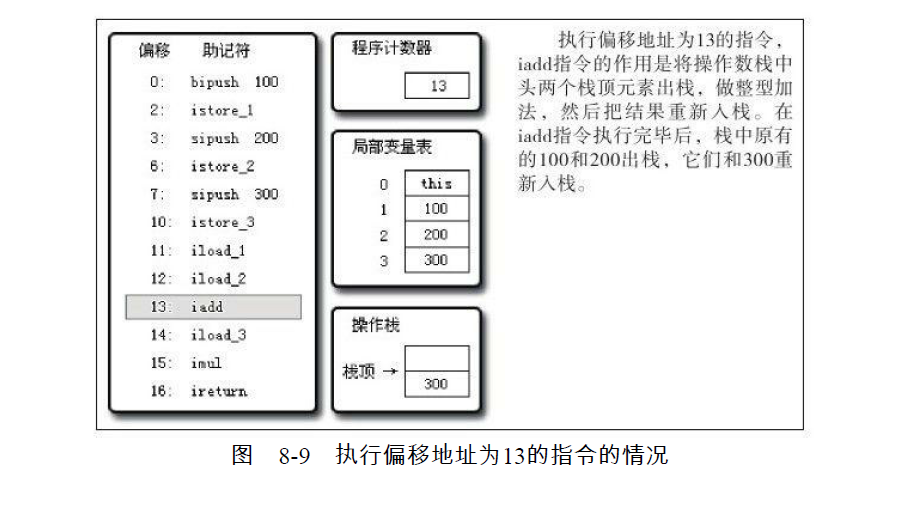 偏移 助记符
0: bipush 100
2: istore_1
3: sipush 200
6: istore_2
7: sipush 300
10: istore_3
11: iload_1
12: iload_2
13: iadd
14: iload_3
15: imul
16: ireturn
程序计数器
13
局部变量表
0 this
1 100
2 200
3 300
操作栈
栈顶 →
300
执行偏移地址为13的指令，
iadd指令的作用是将操作数栈中
头两个栈顶元素出栈，做整型加
法，然后把结果重新入栈。在
iadd指令执行完毕后，栈中原有
的100和200出栈，它们和300重
新入栈。
图 8-9 执行偏移地址为13的指令的情况